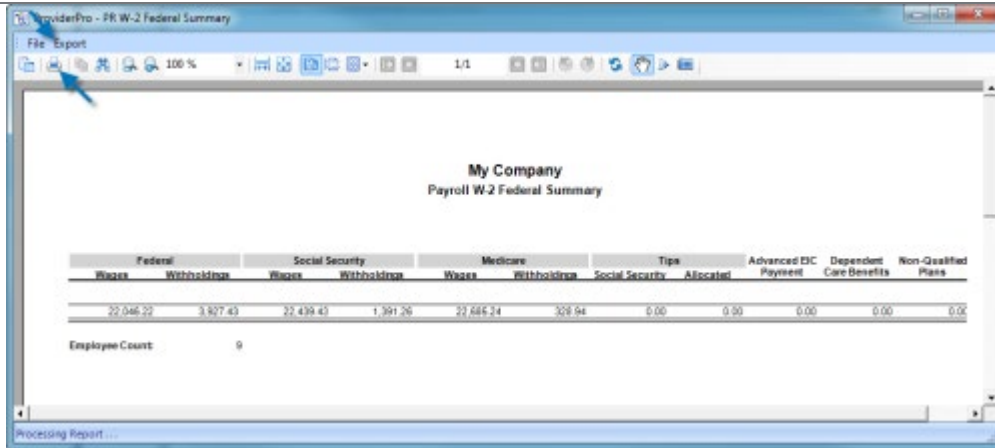 ProviderPro - PR W-2 Federal Summary
File Export
100 % 1/1
My Company
Payroll W-2 Federal Summary
Federal Social Security Medicare Tips Advanced EIC Dependent Non-Qualified
Wages Withholdings Wages Withholdings Wages Withholdings Social Security Allocated Payment Care Benefits Plans
22,046.22 3,927.43 22,439.43 1,391.26 22,686.24 328.94 0.00 0.00 0.00 0.00 0.00
Employee Count: 9
Processing Report ...